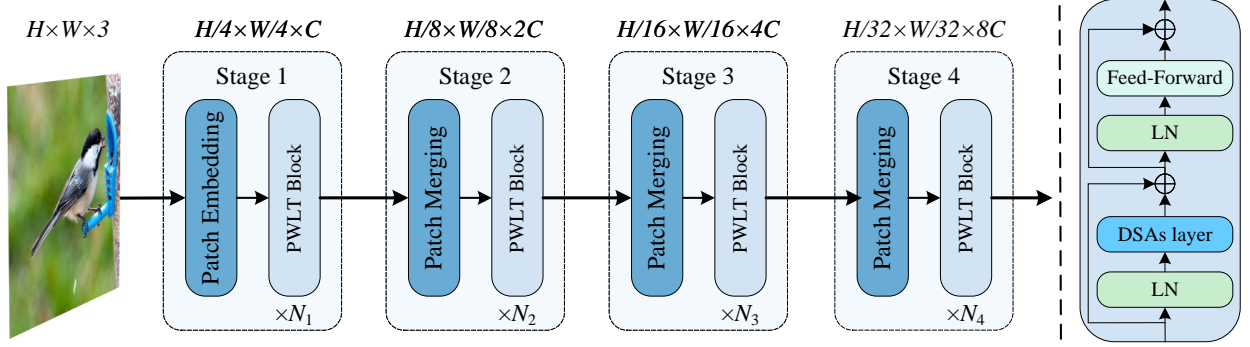 H×W×3
H/4×W/4×C
H/8×W/8×2C
H/16×W/16×4C
H/32×W/32×8C
Stage 1
Stage 2
Stage 3
Stage 4
Patch Embedding
PWLT Block
Patch Merging
PWLT Block
Patch Merging
PWLT Block
Patch Merging
PWLT Block
×N₁
×N₂
×N₃
×N₄
Feed-Forward
LN
DSAs layer
LN